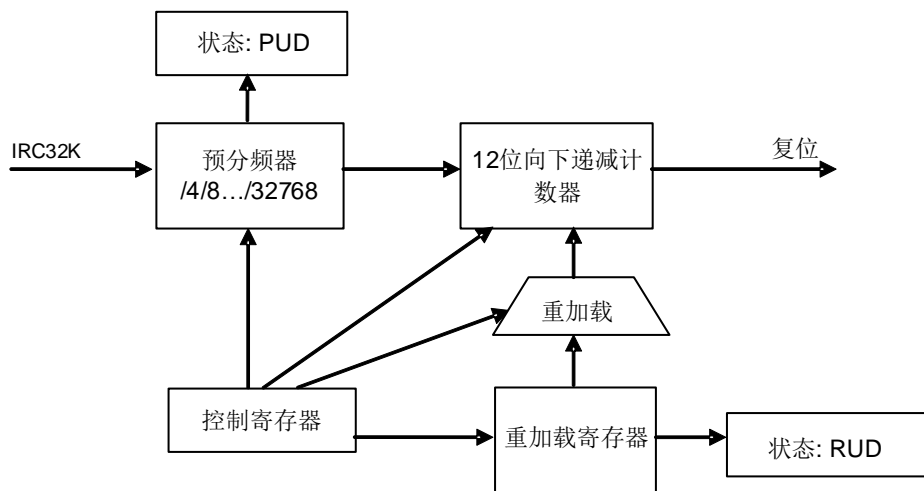 状态: PUD
IRC32K
预分频器
/4/8…/32768
12位向下递减计
数器
复位
重加载
控制寄存器
重加载寄存器
状态: RUD